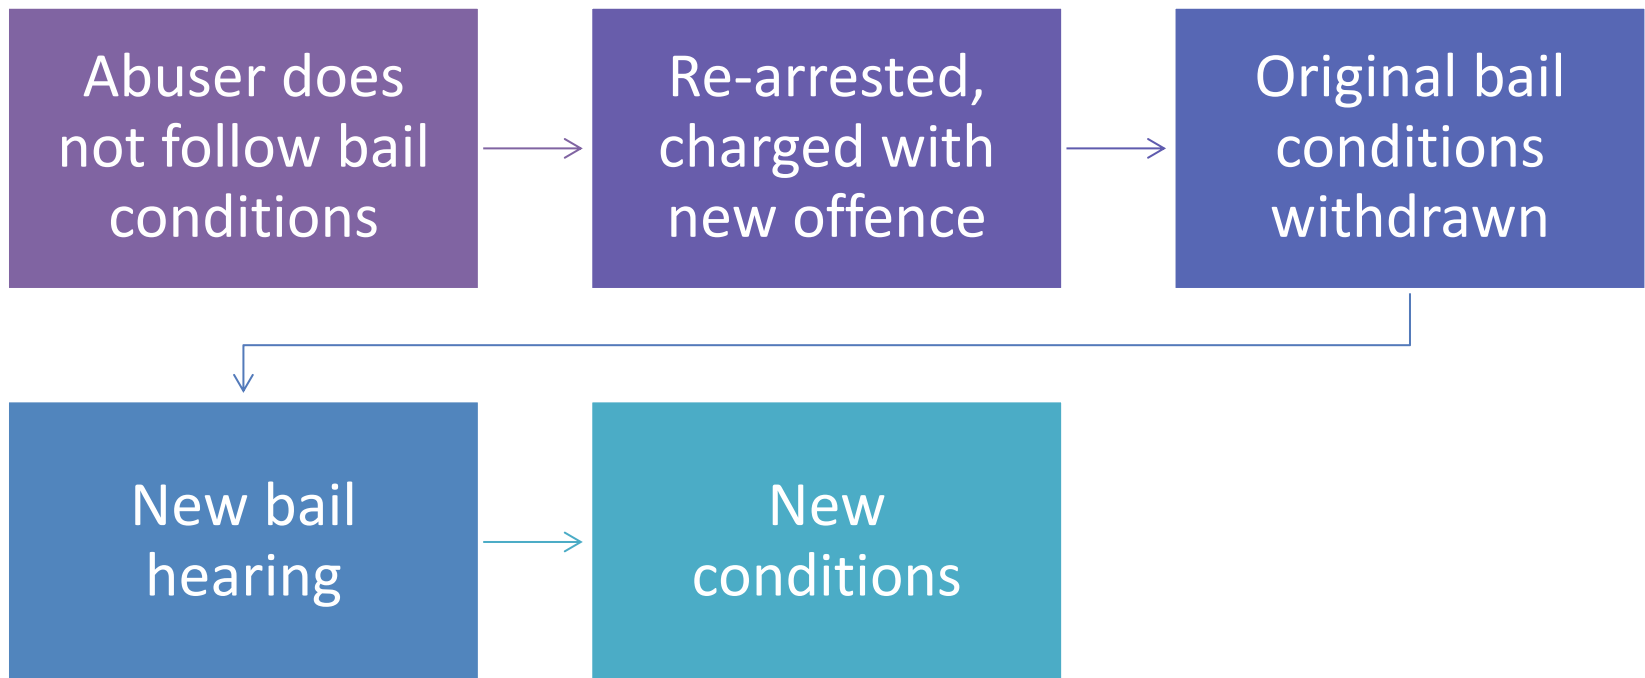 Abuser does
not follow bail
conditions
Re-arrested,
charged with
new offence
Original bail
conditions
withdrawn
New bail
hearing
New
conditions